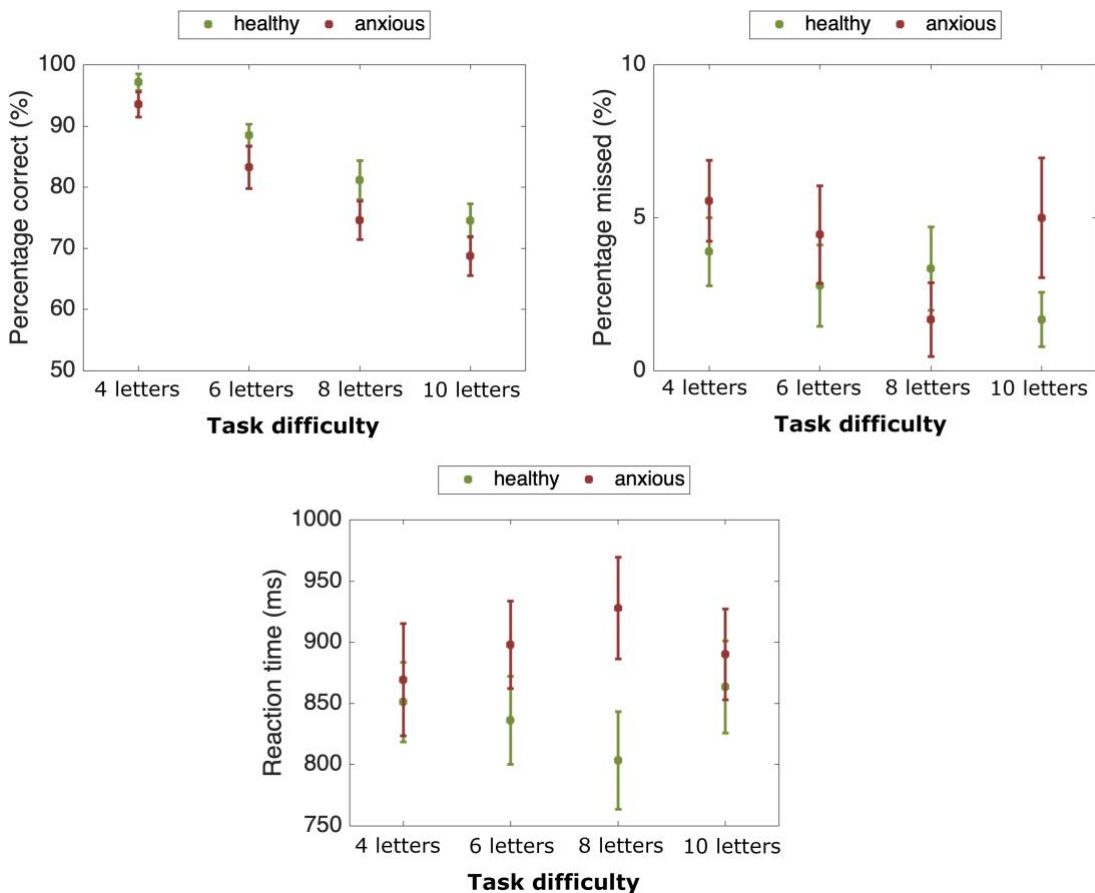 healthy anxious
100
90
80
70
60
50
Percentage correct (%)
4 letters 6 letters 8 letters 10 letters
Task difficulty
healthy anxious
10
5
0
Percentage missed (%)
4 letters 6 letters 8 letters 10 letters
Task difficulty
healthy anxious
1000
950
900
850
800
750
Reaction time (ms)
4 letters 6 letters 8 letters 10 letters
Task difficulty